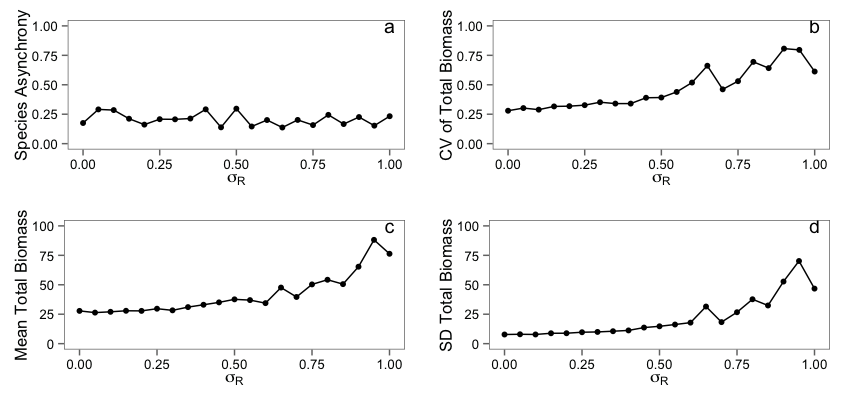 a
Species Asynchrony
1.00
0.75
0.50
0.25
0.00
0.00 0.25 0.50 0.75 1.00
σR
b
CV of Total Biomass
1.00
0.75
0.50
0.25
0.00
0.00 0.25 0.50 0.75 1.00
σR
c
Mean Total Biomass
100
75
50
25
0
0.00 0.25 0.50 0.75 1.00
σR
d
SD Total Biomass
100
75
50
25
0
0.00 0.25 0.50 0.75 1.00
σR